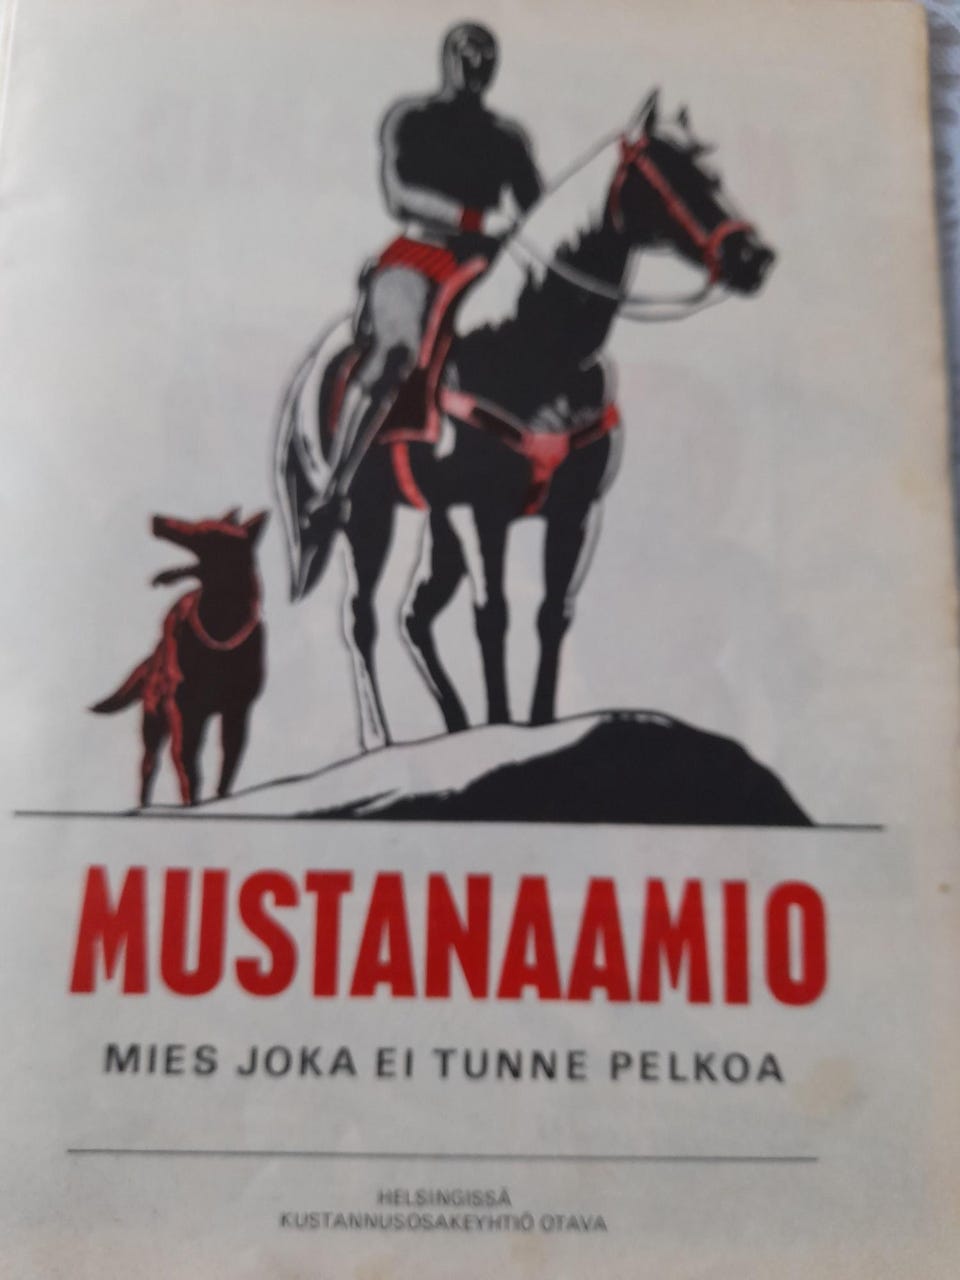 MUSTANAAMIO
MIES JOKA EI TUNNE PELKOA
HELSINGISSÄ
KUSTANNUSOSAKEYHTIÖ OTAVA